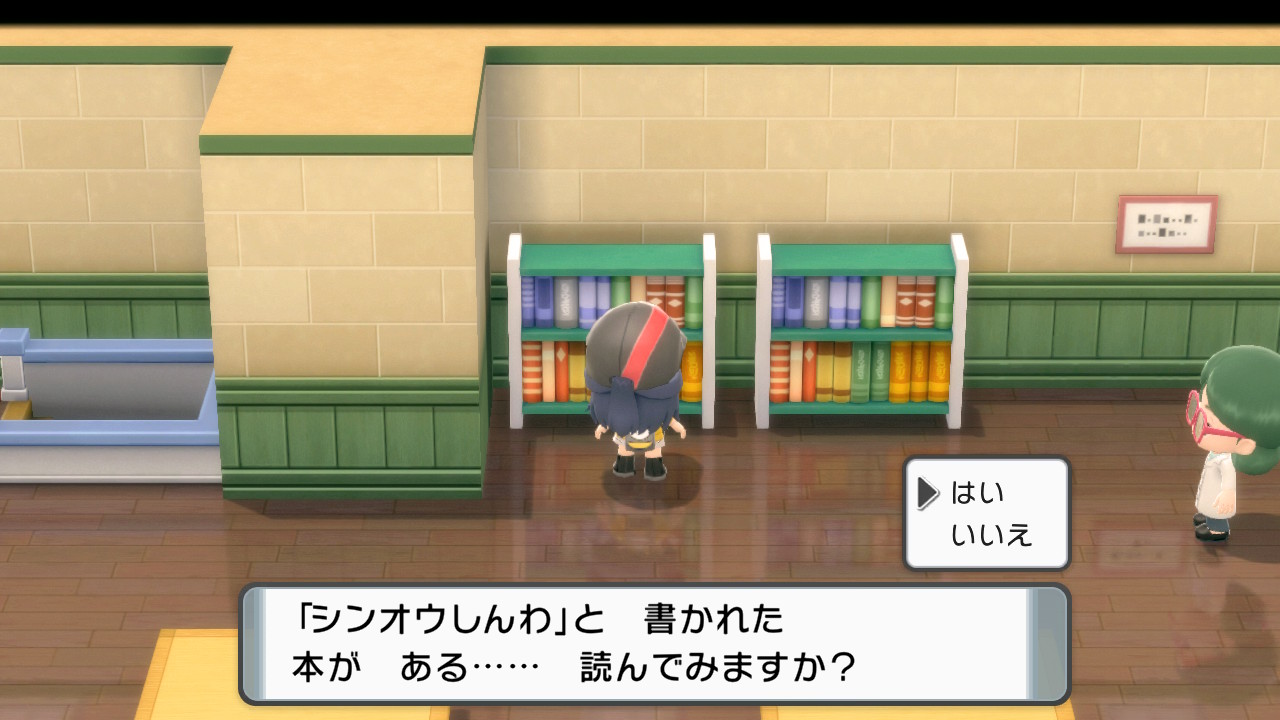 はい
いいえ
「シンオウしんわ」と　書かれた
本が　ある……　読んでみますか？